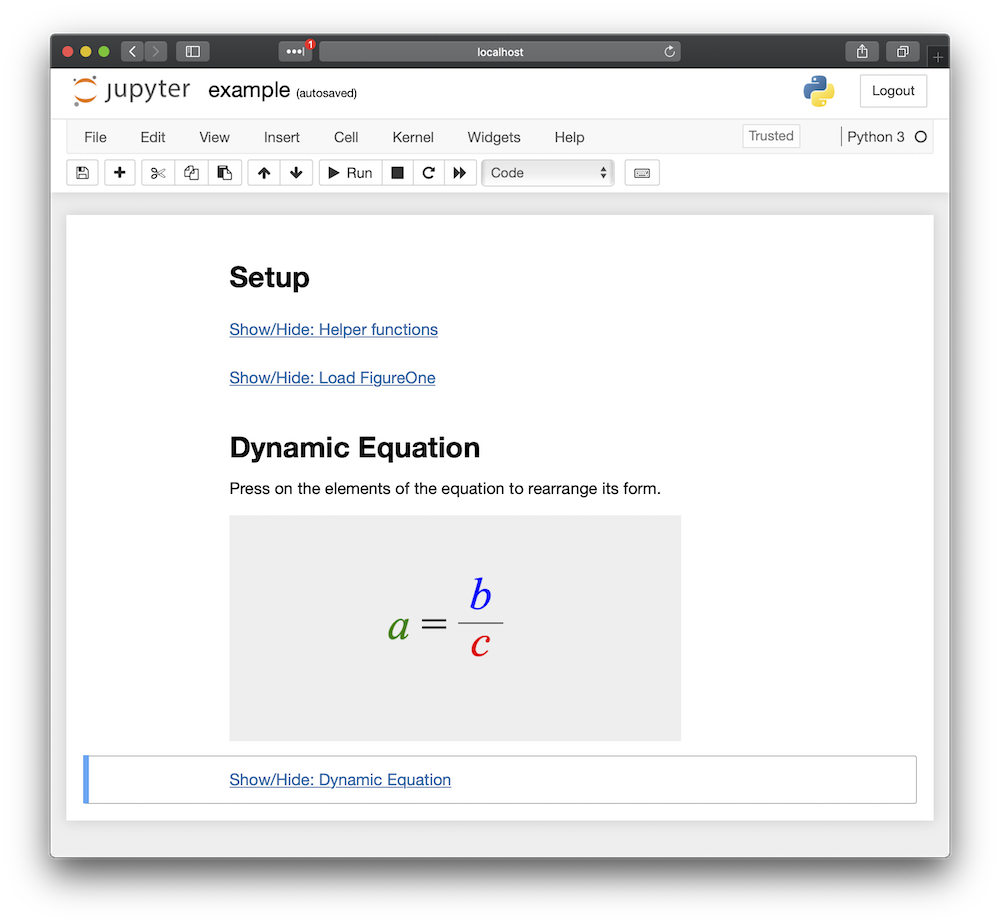 1
localhost
jupyter example (autosaved)
Logout
File Edit View Insert Cell Kernel Widgets Help Trusted Python 3
Run Code
Setup
Show/Hide: Helper functions
Show/Hide: Load FigureOne
Dynamic Equation
Press on the elements of the equation to rearrange its form.
b
a =
c
Show/Hide: Dynamic Equation